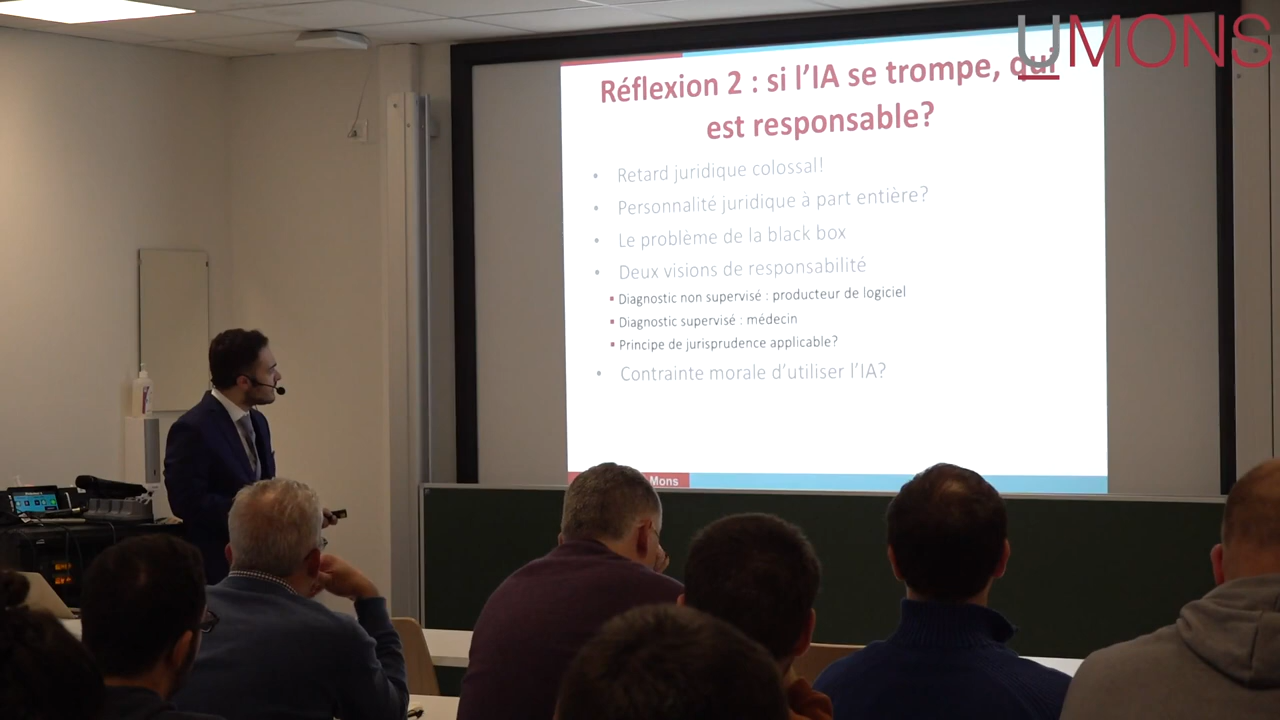 UMONS
Réflexion 2 : si l’IA se trompe, qui
est responsable?
• Retard juridique colossal!
• Personnalité juridique à part entière?
• Le problème de la black box
• Deux visions de responsabilité
▪ Diagnostic non supervisé : producteur de logiciel
▪ Diagnostic supervisé : médecin
▪ Principe de jurisprudence applicable?
• Contrainte morale d’utiliser l’IA?
Mons